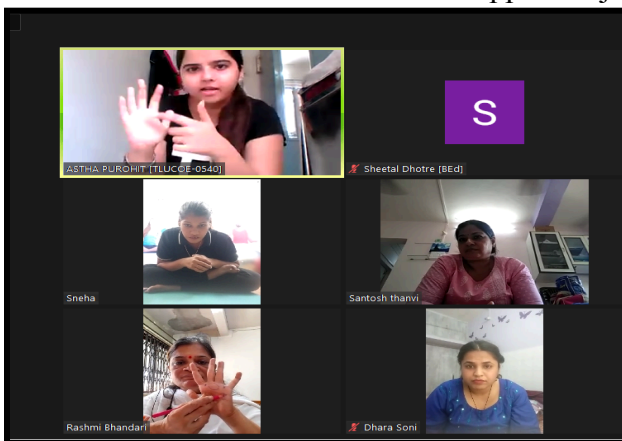 ASTHA PUROHIT [TLUCOE-0540]
S
Sheetal Dhotre [BEd]
Sneha
Santosh thanvi
Rashmi Bhandari
Dhara Soni